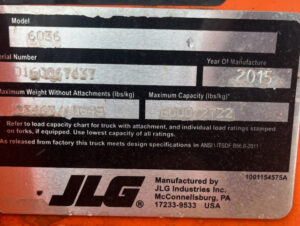 Model
6036
Serial Number
Year Of Manufacture
2015
Maximum Weight Without Attachments (lbs/kg)
Maximum Capacity (lbs/kg)*
Refer to load capacity chart for truck with attachment, and individual load ratings stamped
on forks, if equipped. Use lowest capacity of all ratings.
As released from factory this truck meets design specifications in ANSI/ITSDF B56.6-2011
JLG®
Manufactured by
JLG Industries Inc.
McConnellsburg, PA
17233-9533 USA
1001154575A